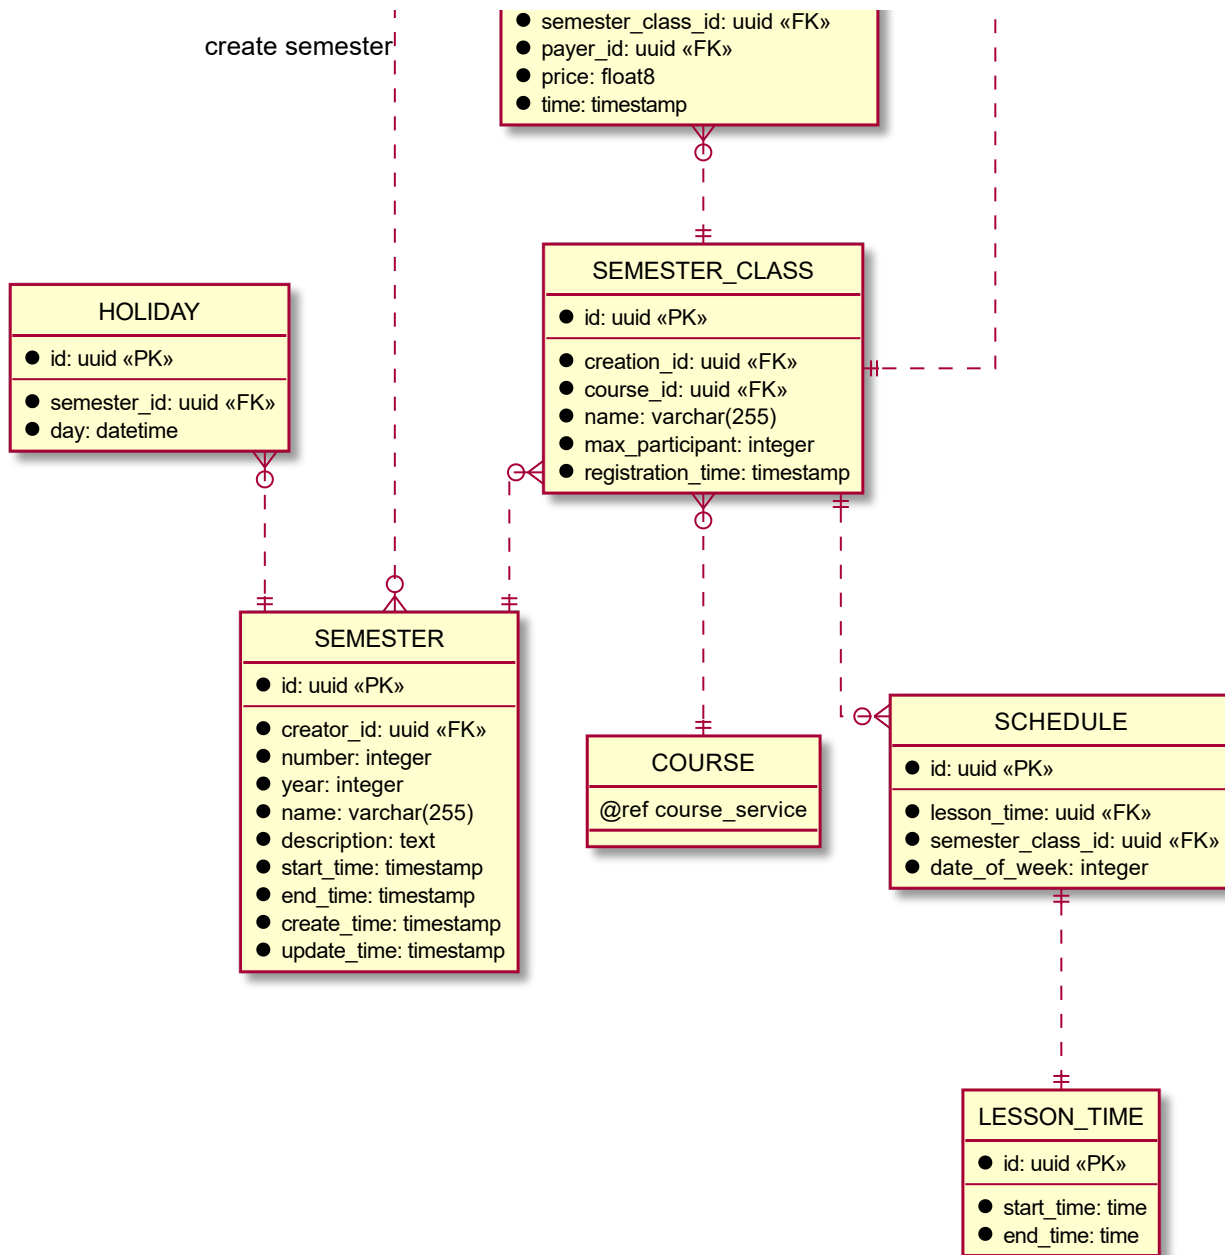 semester_class_id: uuid «FK»
payer_id: uuid «FK»
price: float8
time: timestamp
create semester
SEMESTER_CLASS
id: uuid «PK»
creation_id: uuid «FK»
course_id: uuid «FK»
name: varchar(255)
max_participant: integer
registration_time: timestamp
HOLIDAY
id: uuid «PK»
semester_id: uuid «FK»
day: datetime
SEMESTER
id: uuid «PK»
creator_id: uuid «FK»
number: integer
year: integer
name: varchar(255)
description: text
start_time: timestamp
end_time: timestamp
create_time: timestamp
update_time: timestamp
COURSE
@ref course_service
SCHEDULE
id: uuid «PK»
lesson_time: uuid «FK»
semester_class_id: uuid «FK»
date_of_week: integer
LESSON_TIME
id: uuid «PK»
start_time: time
end_time: time